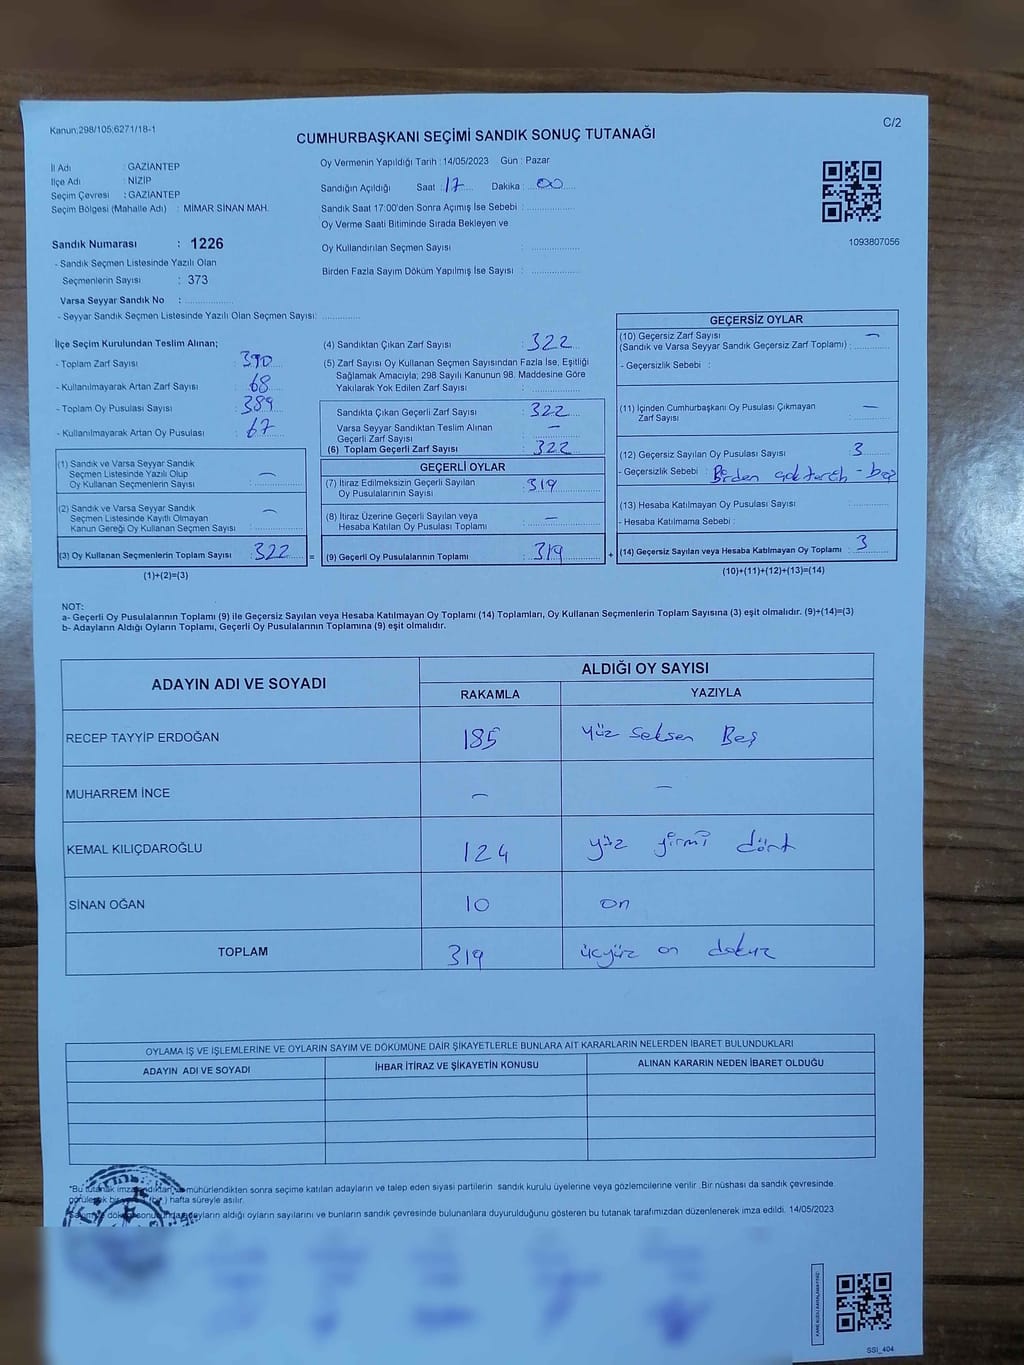 Kanun:298/105;6271/18-1
C/2
CUMHURBAŞKANI SEÇİMİ SANDIK SONUÇ TUTANAĞI
İl Adı : GAZİANTEP
İlçe Adı : NİZİP
Seçim Çevresi : GAZİANTEP
Seçim Bölgesi (Mahalle Adı) : MİMAR SİNAN MAH.
Sandık Numarası : 1226
- Sandık Seçmen Listesinde Yazılı Olan
Seçmenlerin Sayısı : 373
Varsa Seyyar Sandık No : ....................
- Seyyar Sandık Seçmen Listesinde Yazılı Olan Seçmen Sayısı: ..............
Oy Vermenin Yapıldığı Tarih : 14/05/2023 Gün : Pazar
Sandığın Açıldığı Saat : 17 Dakika : 00
Sandık Saat 17:00'den Sonra Açımış İse Sebebi : ....................
Oy Verme Saati Bitiminde Sırada Bekleyen ve
Oy Kullandırılan Seçmen Sayısı : ....................
Birden Fazla Sayım Döküm Yapılmış İse Sayısı : ....................
1093807056
İlçe Seçim Kurulundan Teslim Alınan;
- Toplam Zarf Sayısı : 390
- Kullanılmayarak Artan Zarf Sayısı : 68
- Toplam Oy Pusulası Sayısı : 389
- Kullanılmayarak Artan Oy Pusulası : 67
(1) Sandık ve Varsa Seyyar Sandık
Seçmen Listesinde Yazılı Olup
Oy Kullanan Seçmenlerin Sayısı : —
(2) Sandık ve Varsa Seyyar Sandık
Seçmen Listesinde Kayıtlı Olmayan
Kanun Gereği Oy Kullanan Seçmen Sayısı : —
(3) Oy Kullanan Seçmenlerin Toplam Sayısı : 322 =
(1)+(2)=(3)
(4) Sandıktan Çıkan Zarf Sayısı : 322
(5) Zarf Sayısı Oy Kullanan Seçmen Sayısından Fazla İse, Eşitliği
Sağlamak Amacıyla; 298 Sayılı Kanunun 98. Maddesine Göre
Yakılarak Yok Edilen Zarf Sayısı : ..............
Sandıkta Çıkan Geçerli Zarf Sayısı : 322
Varsa Seyyar Sandıktan Teslim Alınan
Geçerli Zarf Sayısı : —
(6) Toplam Geçerli Zarf Sayısı : 322
GEÇERLİ OYLAR
(7) İtiraz Edilmeksizin Geçerli Sayılan
Oy Pusulalarının Sayısı : 319
(8) İtiraz Üzerine Geçerli Sayılan veya
Hesaba Katılan Oy Pusulası Toplamı : —
(9) Geçerli Oy Pusulalarının Toplamı : 319 +
GEÇERSİZ OYLAR
(10) Geçersiz Zarf Sayısı
(Sandık ve Varsa Seyyar Sandık Geçersiz Zarf Toplamı) : —
- Geçersizlik Sebebi :
(11) İçinden Cumhurbaşkanı Oy Pusulası Çıkmayan
Zarf Sayısı : —
(12) Geçersiz Sayılan Oy Pusulası Sayısı : 3
- Geçersizlik Sebebi : Birden
(13) Hesaba Katılmayan Oy Pusulası Sayısı : ..............
- Hesaba Katılmama Sebebi :
(14) Geçersiz Sayılan veya Hesaba Katılmayan Oy Toplamı : 3
(10)+(11)+(12)+(13)=(14)
NOT:
a- Geçerli Oy Pusulalarının Toplamı (9) ile Geçersiz Sayılan veya Hesaba Katılmayan Oy Toplamı (14) Toplamları, Oy Kullanan Seçmenlerin Toplam Sayısına (3) eşit olmalıdır. (9)+(14)=(3)
b- Adayların Aldığı Oyların Toplamı, Geçerli Oy Pusulalarının Toplamına (9) eşit olmalıdır.
ADAYIN ADI VE SOYADI ALDIĞI OY SAYISI
RAKAMLA YAZIYLA
RECEP TAYYİP ERDOĞAN 185 yüz seksen Beş
MUHARREM İNCE — —
KEMAL KILIÇDAROĞLU 124 yüz yirmi dört
SİNAN OĞAN 10 on
TOPLAM 319 üçyüz on dokuz
OYLAMA İŞ VE İŞLEMLERİNE VE OYLARIN SAYIM VE DÖKÜMÜNE DAİR ŞİKAYETLERLE BUNLARA AİT KARARLARIN NELERDEN İBARET BULUNDUKLARI
ADAYIN ADI VE SOYADI İHBAR İTİRAZ VE ŞİKAYETİN KONUSU ALINAN KARARIN NEDEN İBARET OLDUĞU
*Bu tutanak mühürlendikten sonra seçime katılan adayların ve talep eden siyasi partilerin sandık kurulu üyelerine veya gözlemcilerine verilir. Bir nüshası da sandık çevresinde
hafta süreyle asılır.
aldığı oyların sayılarını ve bunların sandık çevresinde bulunanlara duyurulduğunu gösteren bu tutanak tarafımızdan düzenlenerek imza edildi. 14/05/2023
SSI_404